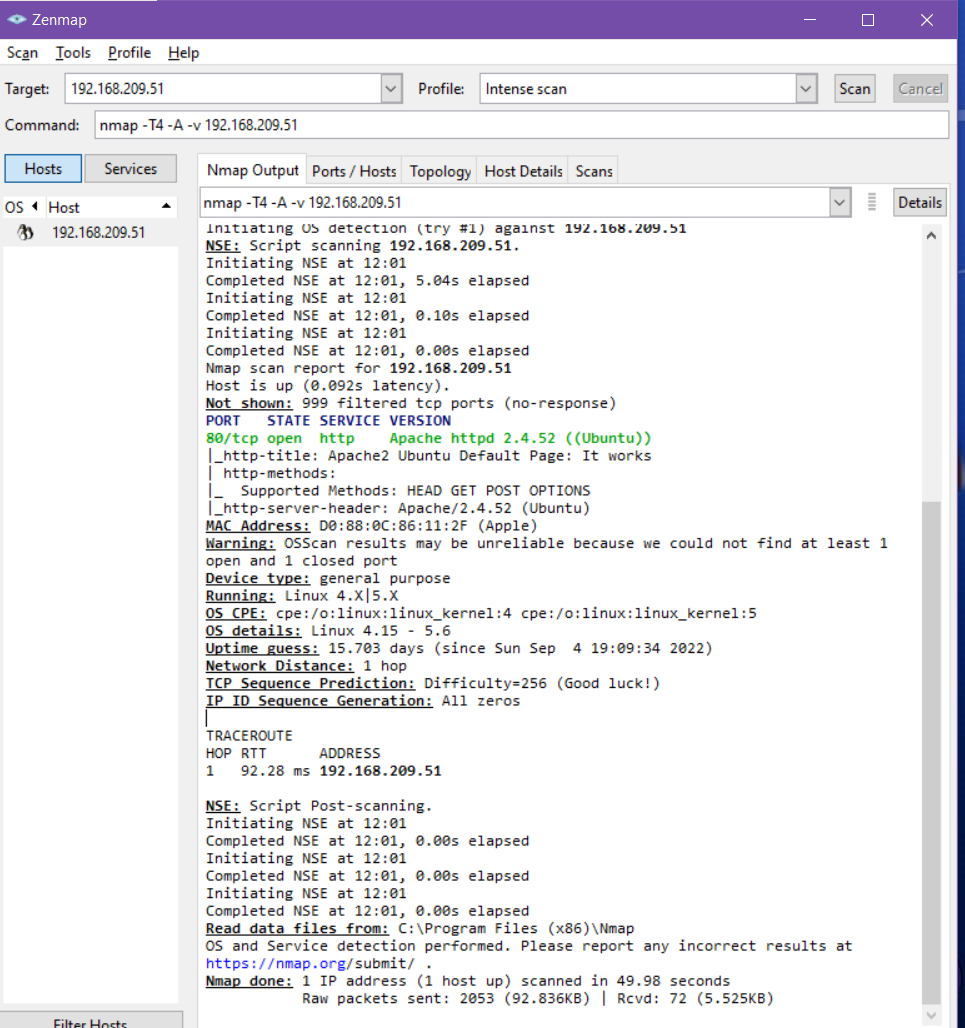 Zenmap
Scan Tools Profile Help
Target: 192.168.209.51 Profile: Intense scan Scan Cancel
Command: nmap -T4 -A -v 192.168.209.51
Hosts Services
Nmap Output Ports / Hosts Topology Host Details Scans
OS Host
192.168.209.51
nmap -T4 -A -v 192.168.209.51 Details
Initiating OS detection (try #1) against 192.168.209.51
NSE: Script scanning 192.168.209.51.
Initiating NSE at 12:01
Completed NSE at 12:01, 5.04s elapsed
Initiating NSE at 12:01
Completed NSE at 12:01, 0.10s elapsed
Initiating NSE at 12:01
Completed NSE at 12:01, 0.00s elapsed
Nmap scan report for 192.168.209.51
Host is up (0.092s latency).
Not shown: 999 filtered tcp ports (no-response)
PORT   STATE SERVICE VERSION
80/tcp open  http    Apache httpd 2.4.52 ((Ubuntu))
|_http-title: Apache2 Ubuntu Default Page: It works
| http-methods:
|_  Supported Methods: HEAD GET POST OPTIONS
|_http-server-header: Apache/2.4.52 (Ubuntu)
MAC Address: D0:88:0C:86:11:2F (Apple)
Warning: OSScan results may be unreliable because we could not find at least 1
open and 1 closed port
Device type: general purpose
Running: Linux 4.X|5.X
OS CPE: cpe:/o:linux:linux_kernel:4 cpe:/o:linux:linux_kernel:5
OS details: Linux 4.15 - 5.6
Uptime guess: 15.703 days (since Sun Sep  4 19:09:34 2022)
Network Distance: 1 hop
TCP Sequence Prediction: Difficulty=256 (Good luck!)
IP ID Sequence Generation: All zeros
TRACEROUTE
HOP RTT      ADDRESS
1   92.28 ms 192.168.209.51
NSE: Script Post-scanning.
Initiating NSE at 12:01
Completed NSE at 12:01, 0.00s elapsed
Initiating NSE at 12:01
Completed NSE at 12:01, 0.00s elapsed
Initiating NSE at 12:01
Completed NSE at 12:01, 0.00s elapsed
Read data files from: C:\Program Files (x86)\Nmap
OS and Service detection performed. Please report any incorrect results at
https://nmap.org/submit/ .
Nmap done: 1 IP address (1 host up) scanned in 49.98 seconds
Raw packets sent: 2053 (92.836KB) | Rcvd: 72 (5.525KB)
Filter Hosts